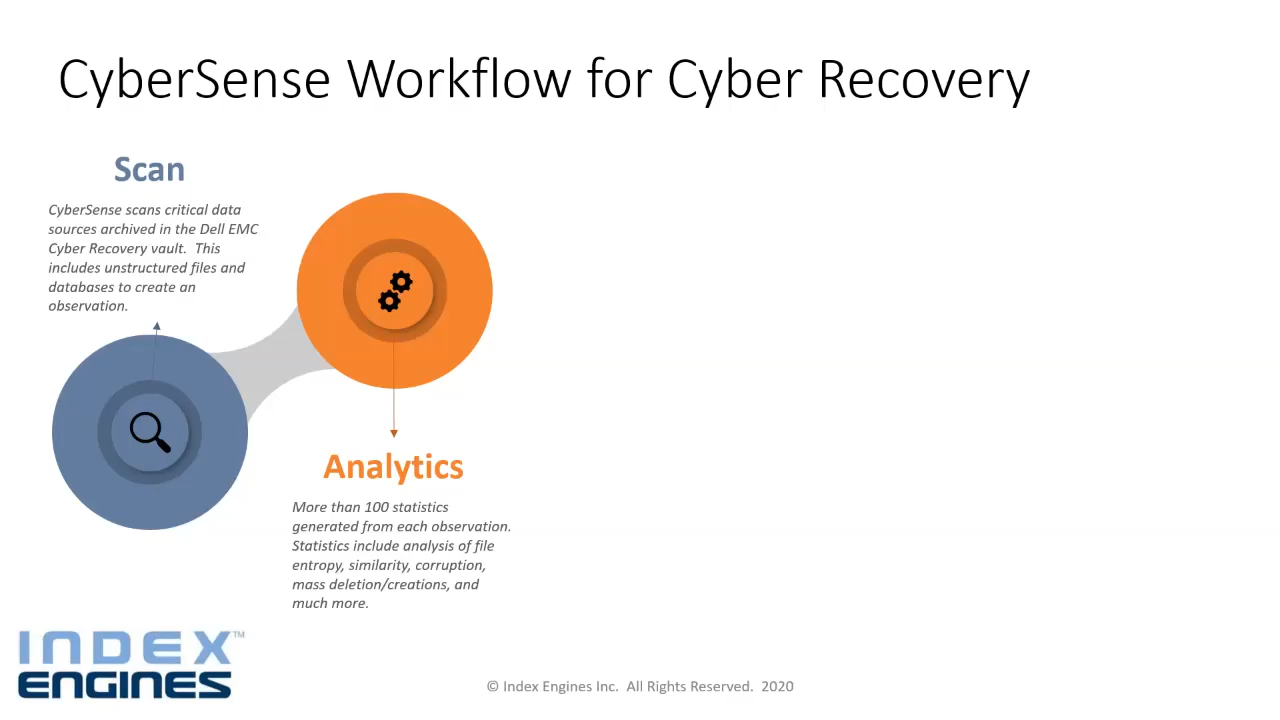 CyberSense Workflow for Cyber Recovery
Scan
CyberSense scans critical data
sources archived in the Dell EMC
Cyber Recovery vault.  This
includes unstructured files and
databases to create an
observation.
Analytics
More than 100 statistics
generated from each observation.
Statistics include analysis of file
entropy, similarity, corruption,
mass deletion/creations, and
much more.
INDEX™
ENGINES
© Index Engines Inc.  All Rights Reserved.  2020